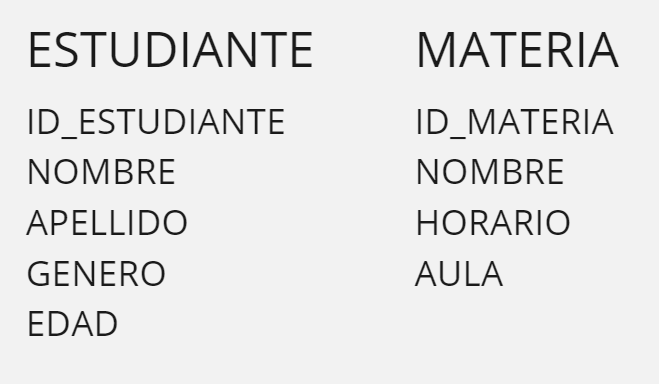 ESTUDIANTE
ID_ESTUDIANTE
NOMBRE
APELLIDO
GENERO
EDAD
MATERIA
ID_MATERIA
NOMBRE
HORARIO
AULA